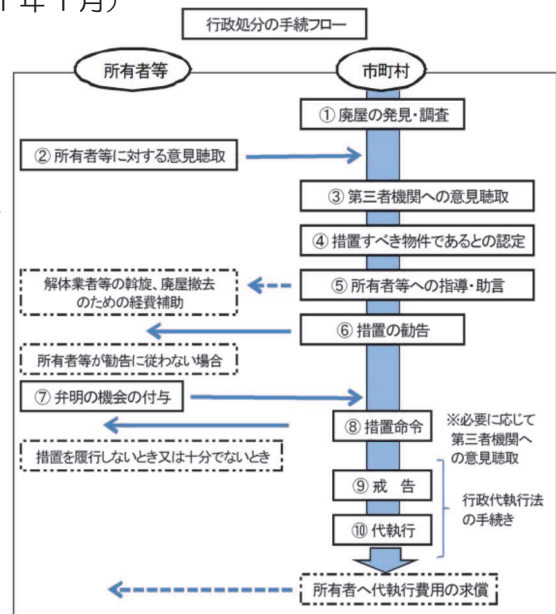 1年1月）
行政処分の手続フロー
所有者等
市町村
① 廃屋の発見・調査
② 所有者等に対する意見聴取
③ 第三者機関への意見聴取
④ 措置すべき物件であるとの認定
解体業者等の斡旋、廃屋撤去
のための経費補助
⑤ 所有者等への指導・助言
⑥ 措置の勧告
所有者等が勧告に従わない場合
⑦ 弁明の機会の付与
⑧ 措置命令
※必要に応じて
第三者機関へ
の意見聴取
措置を履行しないとき又は十分でないとき
⑨ 戒　告
行政代執行法
の手続き
⑩ 代執行
所有者へ代執行費用の求償